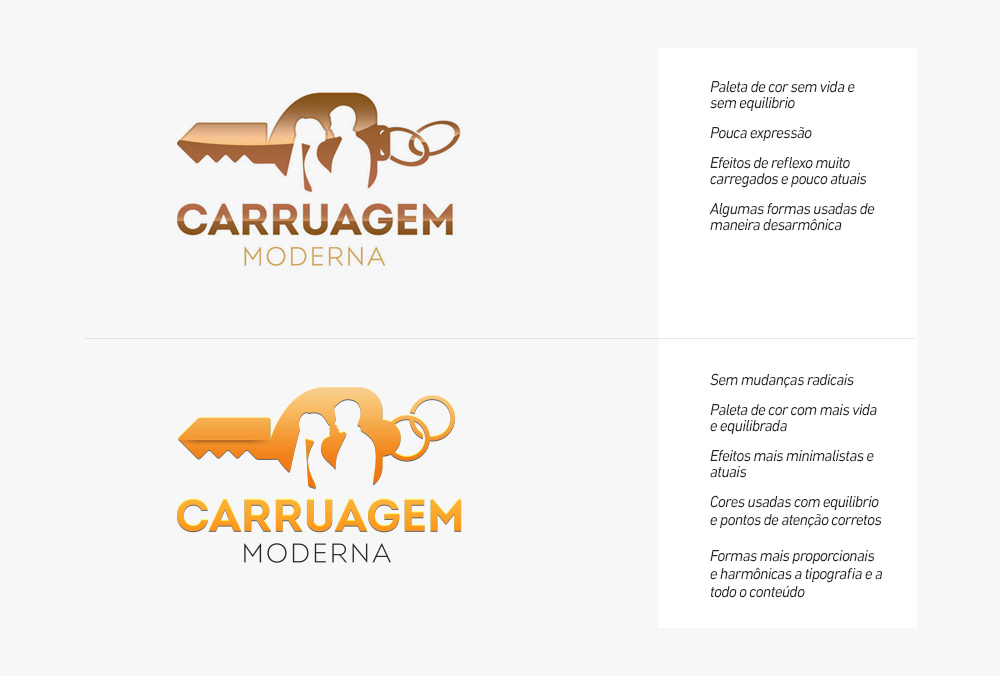 CARRUAGEM
MODERNA
Paleta de cor sem vida e
sem equilibrio
Pouca expressão
Efeitos de reflexo muito
carregados e pouco atuais
Algumas formas usadas de
maneira desarmônica
CARRUAGEM
MODERNA
Sem mudanças radicais
Paleta de cor com mais vida
e equilibrada
Efeitos mais minimalistas e
atuais
Cores usadas com equilibrio
e pontos de atenção corretos
Formas mais proporcionais
e harmônicas a tipografia e a
todo o conteúdo